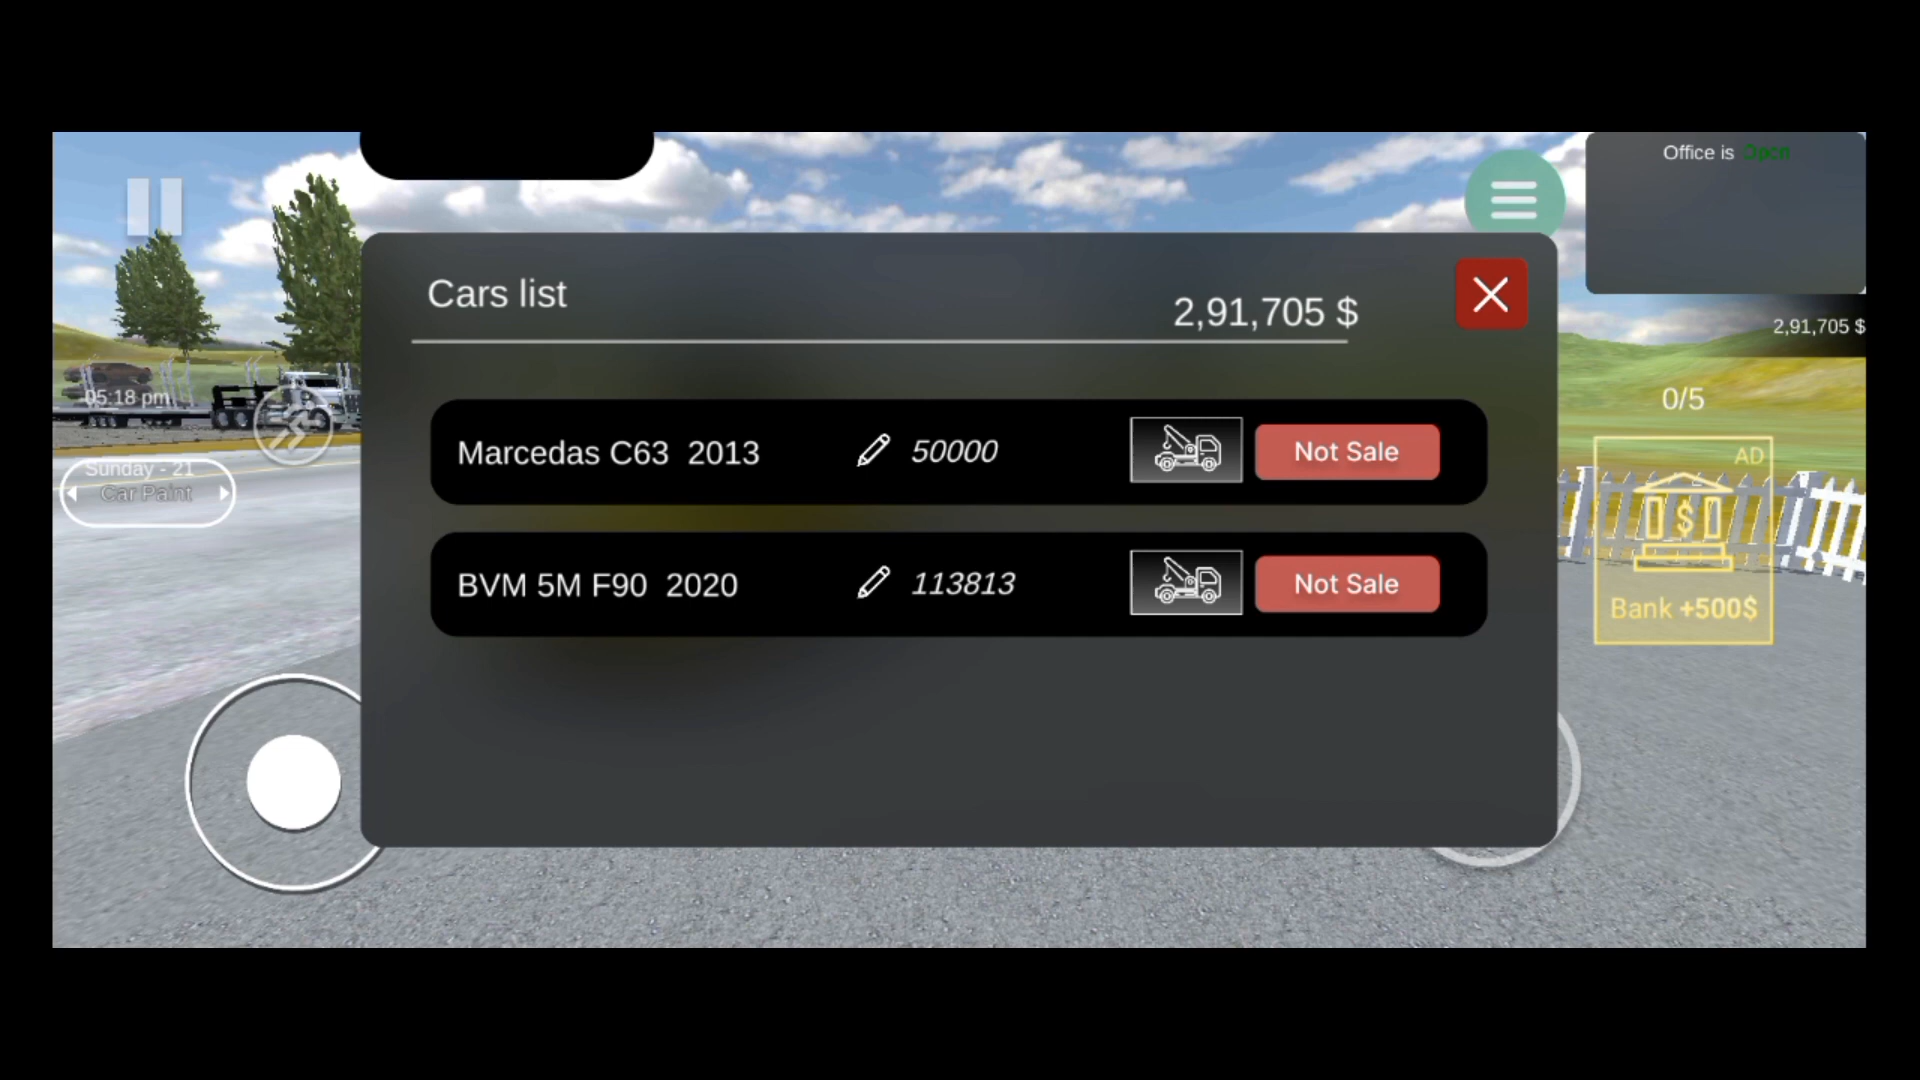 Office is Open
Cars list
2,91,705 $
2,91,705 $
05:18 pm
0/5
Marcedas C63 2013
50000
Not Sale
Sunday - 21
Car Paint
AD
$
BVM 5M F90 2020
113813
Not Sale
Bank +500$